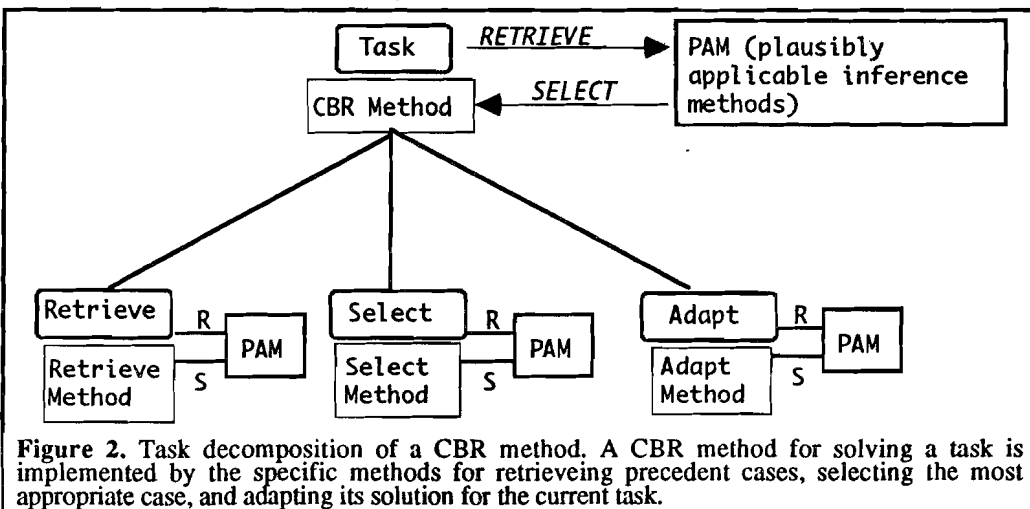 Task
RETRIEVE
PAM (plausibly
applicable inference
methods)
SELECT
CBR Method
Retrieve
R
PAM
S
Retrieve
Method
Select
R
PAM
S
Select
Method
Adapt
R
PAM
S
Adapt
Method
Figure 2. Task decomposition of a CBR method. A CBR method for solving a task is
implemented by the specific methods for retrieveing precedent cases, selecting the most
appropriate case, and adapting its solution for the current task.